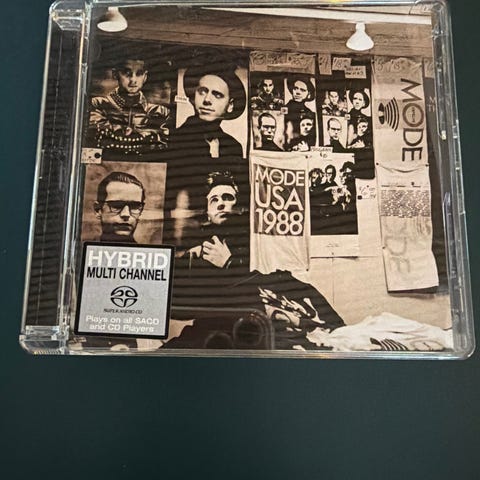 MODE
MODE
USA
1988
HYBRID
MULTI CHANNEL
SUPER AUDIO CD
Plays on all SACD
and CD Players